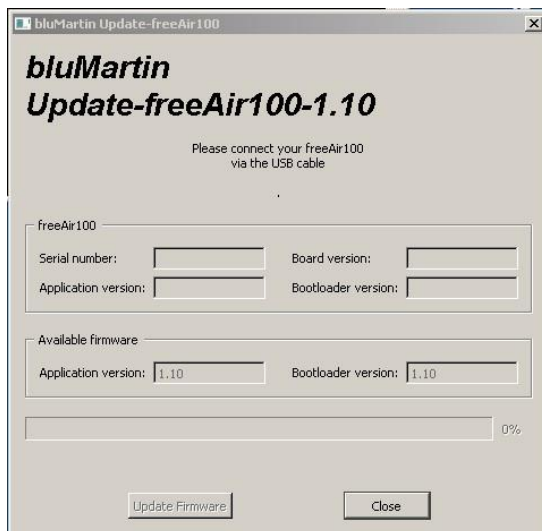 bluMartin Update-freeAir100
bluMartin
Update-freeAir100-1.10
Please connect your freeAir100
via the USB cable
.
freeAir100
Serial number: Board version:
Application version: Bootloader version:
Available firmware
Application version: 1.10 Bootloader version: 1.10
0%
Update Firmware Close